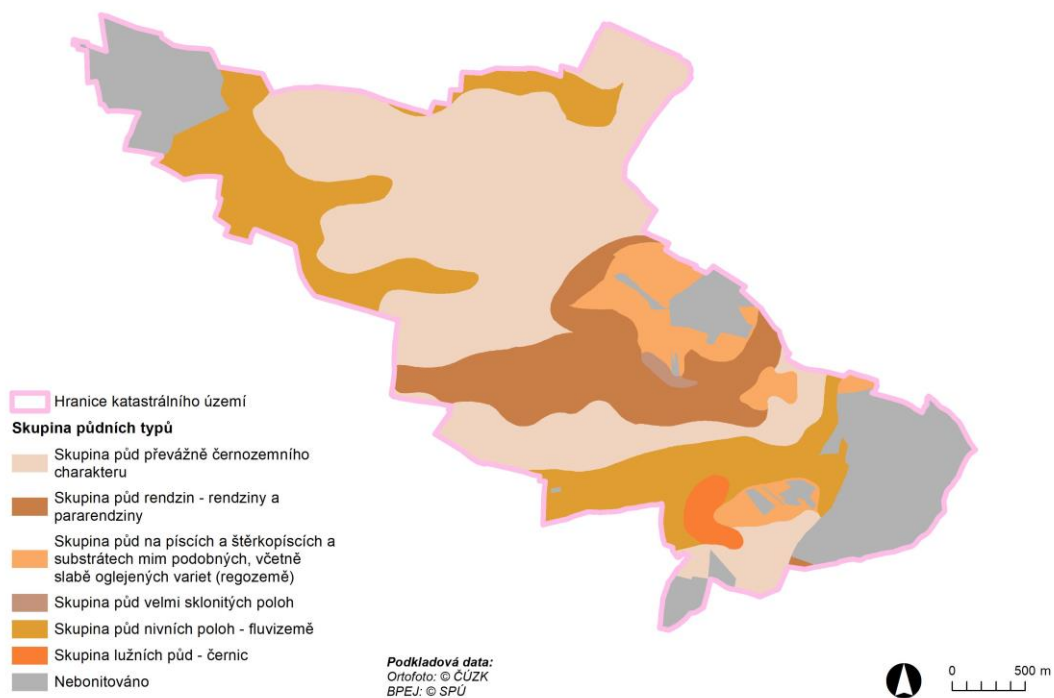 Hranice katastrálního území
Skupina půdních typů
Skupina půd převážně černozemního
charakteru
Skupina půd rendzin - rendziny a
pararendziny
Skupina půd na píscích a štěrkopíscích a
substrátech mim podobných, včetně
slabě oglejených variet (regozemě)
Skupina půd velmi sklonitých poloh
Skupina půd nivních poloh - fluvizemě
Skupina lužních půd - černic
Nebonitováno
Podkladová data:
Ortofoto: © ČÚZK
BPEJ: © SPÚ
0 500 m